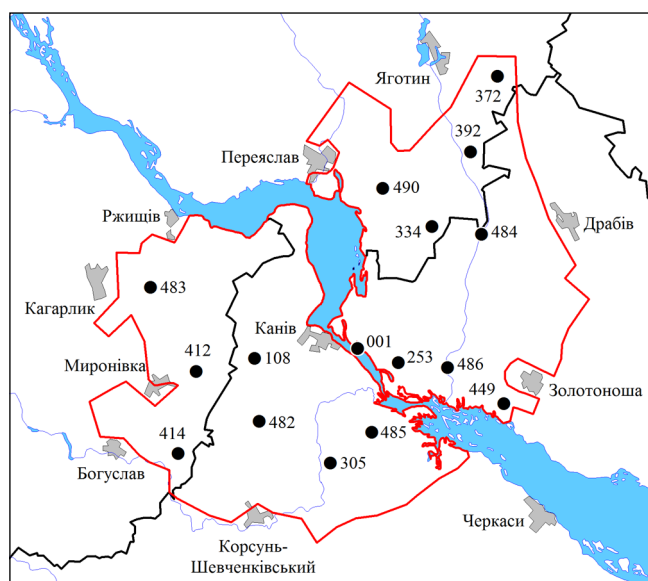 Яготин
372
392
Переяслав
490
Ржищів
334
484
Драбів
483
Кагарлик
Канів
001
108
253
486
412
Миронівка
449
Золотоноша
482
414
485
Богуслав
305
Черкаси
Корсунь-
Шевченківський